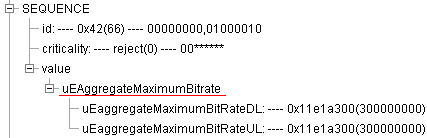 SEQUENCE
id: ---- 0x42(66) ---- 00000000,01000010
criticality: ---- reject(0) ---- 00******
value
uEAggregateMaximumBitrate
uEaggregateMaximumBitRateDL: ---- 0x11e1a300(300000000)
uEaggregateMaximumBitRateUL: ---- 0x11e1a300(300000000)